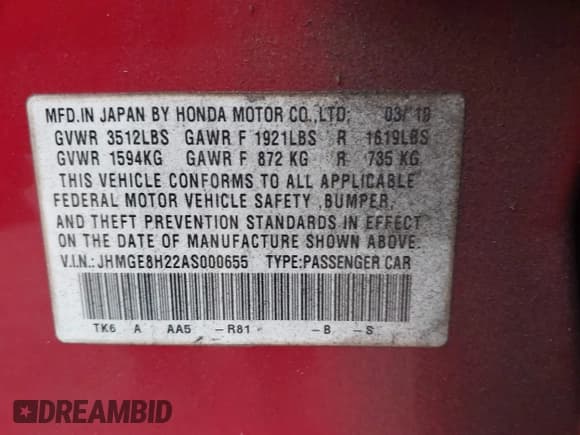 MFD.IN JAPAN BY HONDA MOTOR CO.,LTD; 03/10
GVWR 3512LBS GAWR F 1921LBS R 1619LBS
GVWR 1594KG GAWR F 872 KG R 735 KG
THIS VEHICLE CONFORMS TO ALL APPLICABLE
FEDERAL MOTOR VEHICLE SAFETY ,BUMPER,
AND THEFT PREVENTION STANDARDS IN EFFECT
ON THE DATE OF MANUFACTURE SHOWN ABOVE.
V.I.N.: JHMGE8H22AS000655 TYPE:PASSENGER CAR
TK6 A AA5 -R81 -B -S
DREAMBID